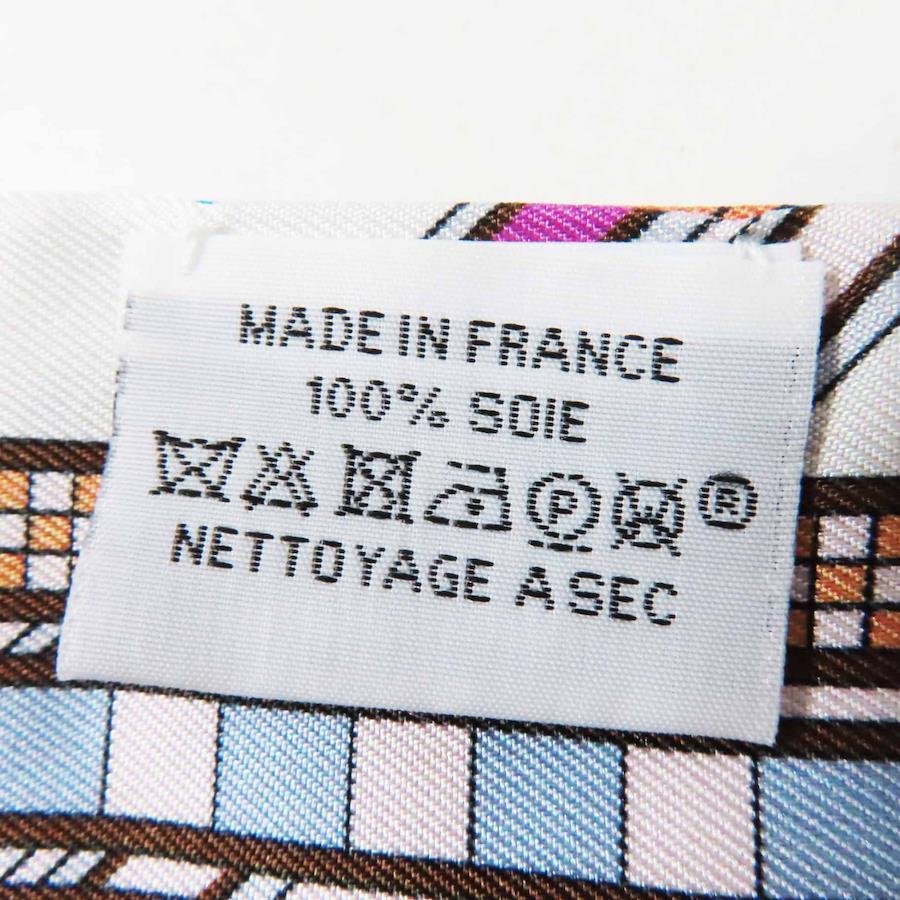 MADE IN FRANCE
100% SOIE
P ®
NETTOYAGE A SEC